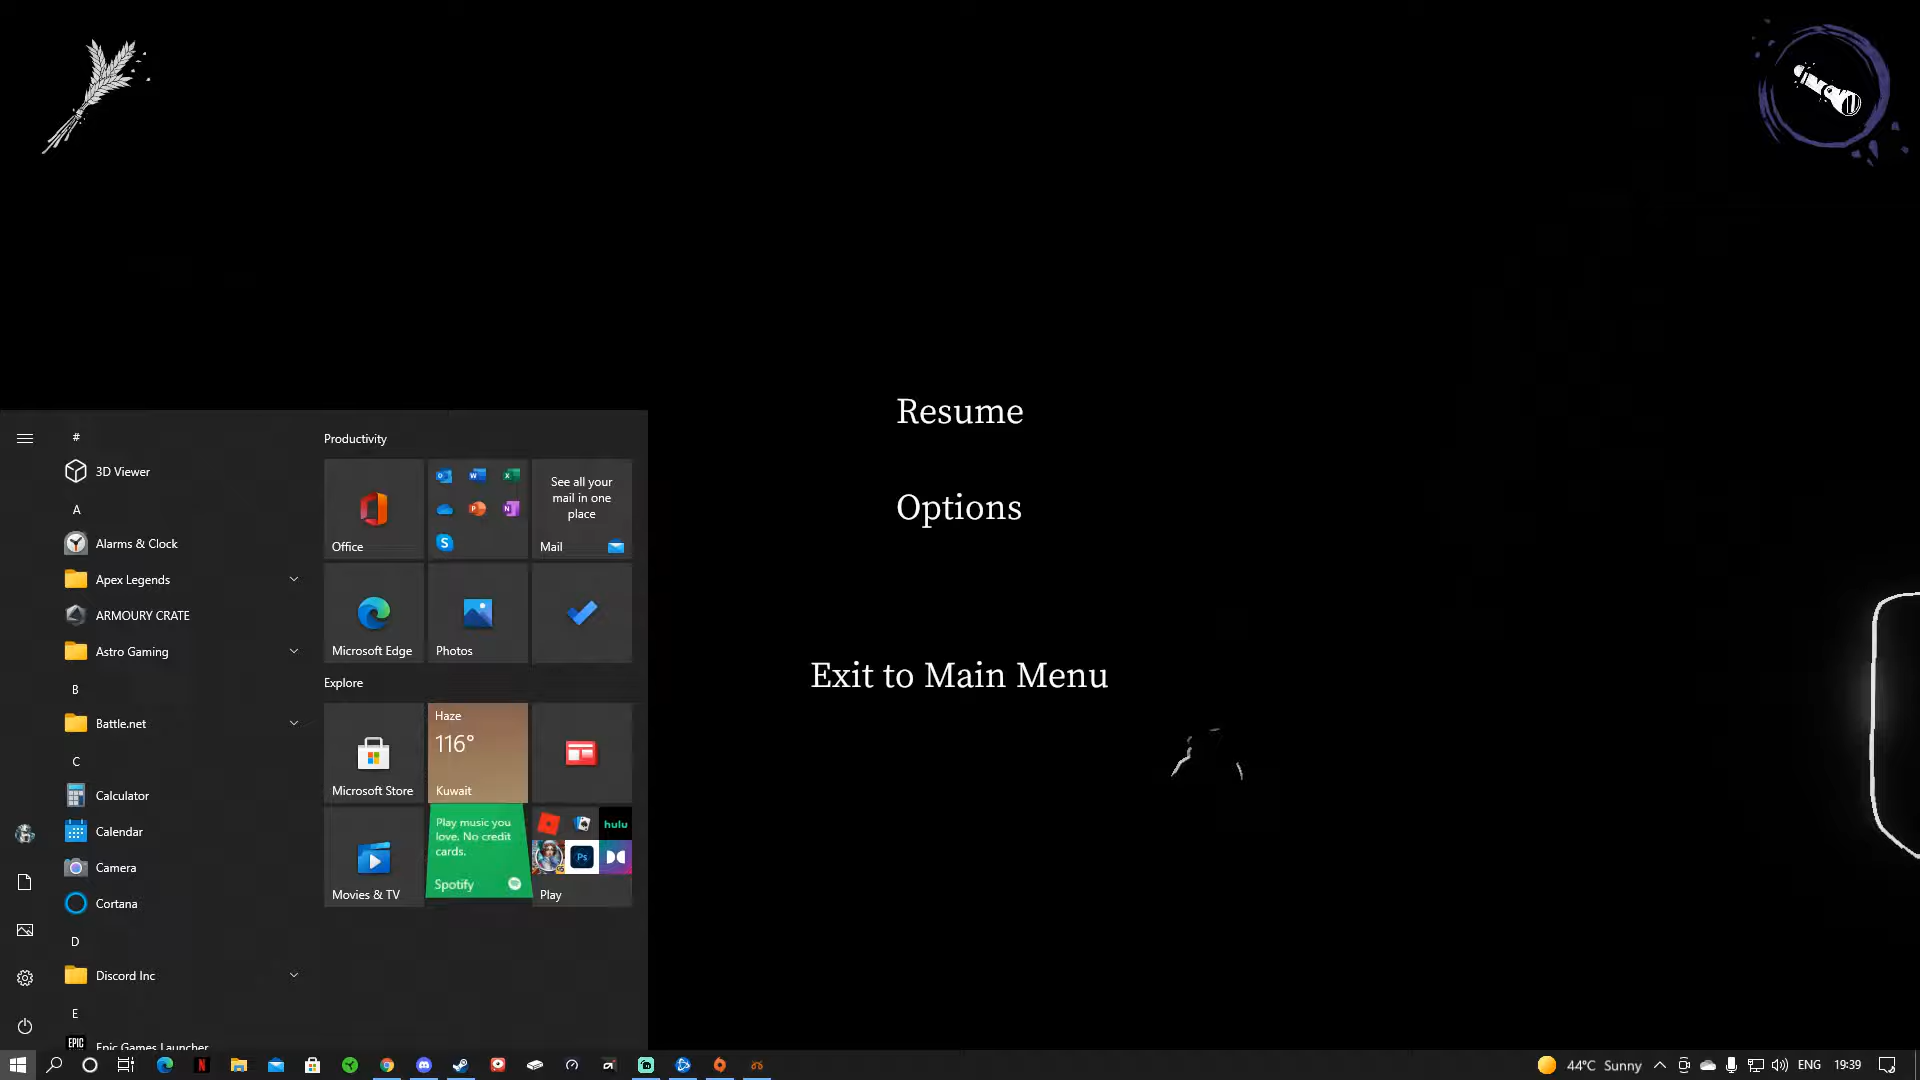 Resume
Options
Exit to Main Menu
#
3D Viewer
A
Alarms & Clock
Apex Legends
ARMOURY CRATE
Astro Gaming
B
Battle.net
C
Calculator
Calendar
Camera
Cortana
D
Discord Inc
E
Epic Games Launcher
Productivity
Office
See all your
mail in one
place
Mail
Microsoft Edge
Photos
Explore
Microsoft Store
Haze
116°
Kuwait
Movies & TV
Play music you
love. No credit
cards.
Spotify
hulu
Ps
Play
EPIC
44°C Sunny
ENG
19:39